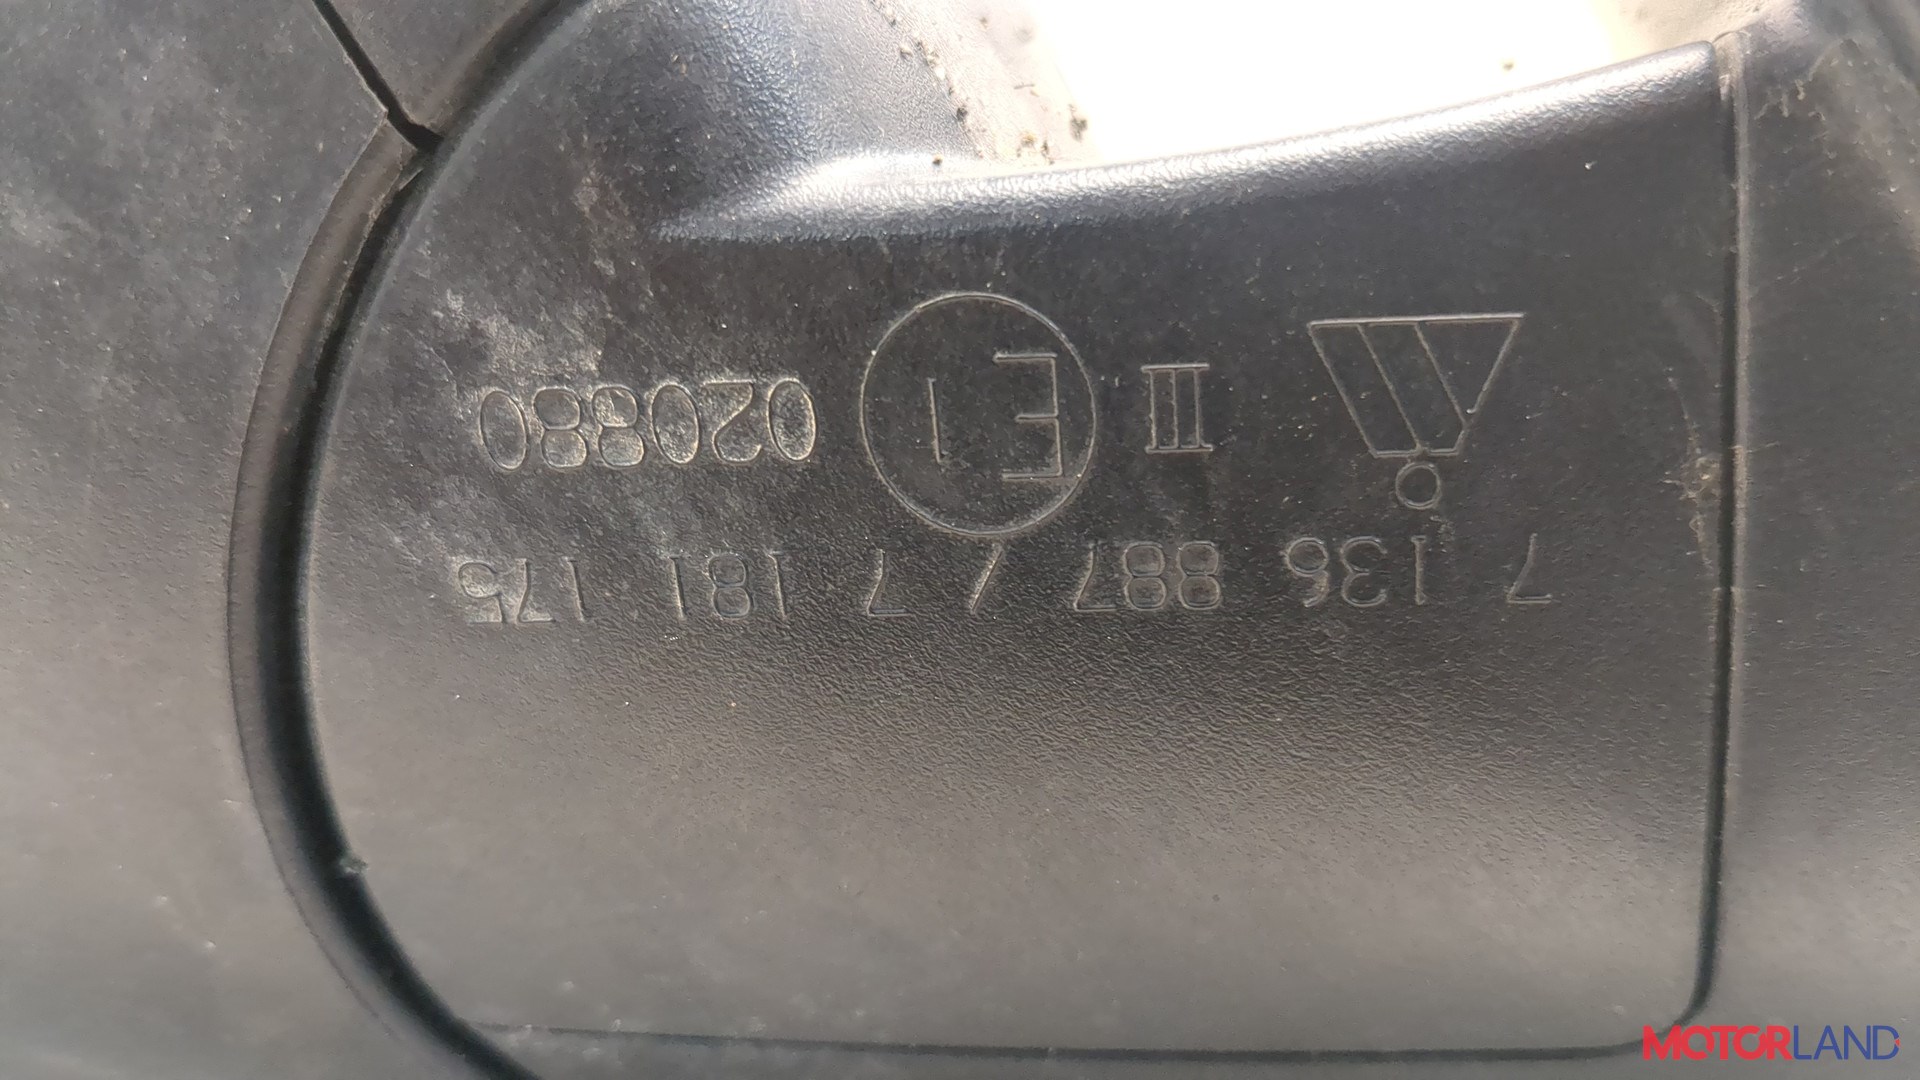 7 136 887 / 7 181 175
III E1 020880
MOTORLAND